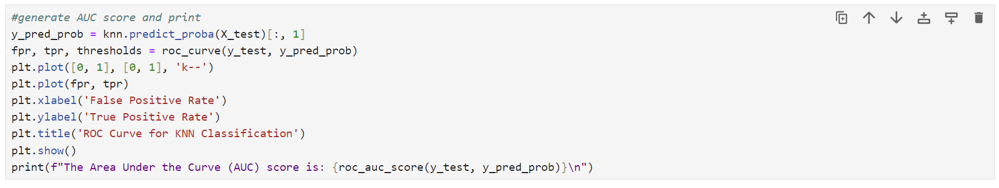 #generate AUC score and print
y_pred_prob = knn.predict_proba(X_test)[:, 1]
fpr, tpr, thresholds = roc_curve(y_test, y_pred_prob)
plt.plot([0, 1], [0, 1], 'k--')
plt.plot(fpr, tpr)
plt.xlabel('False Positive Rate')
plt.ylabel('True Positive Rate')
plt.title('ROC Curve for KNN Classification')
plt.show()
print(f"The Area Under the Curve (AUC) score is: {roc_auc_score(y_test, y_pred_prob)}\n")